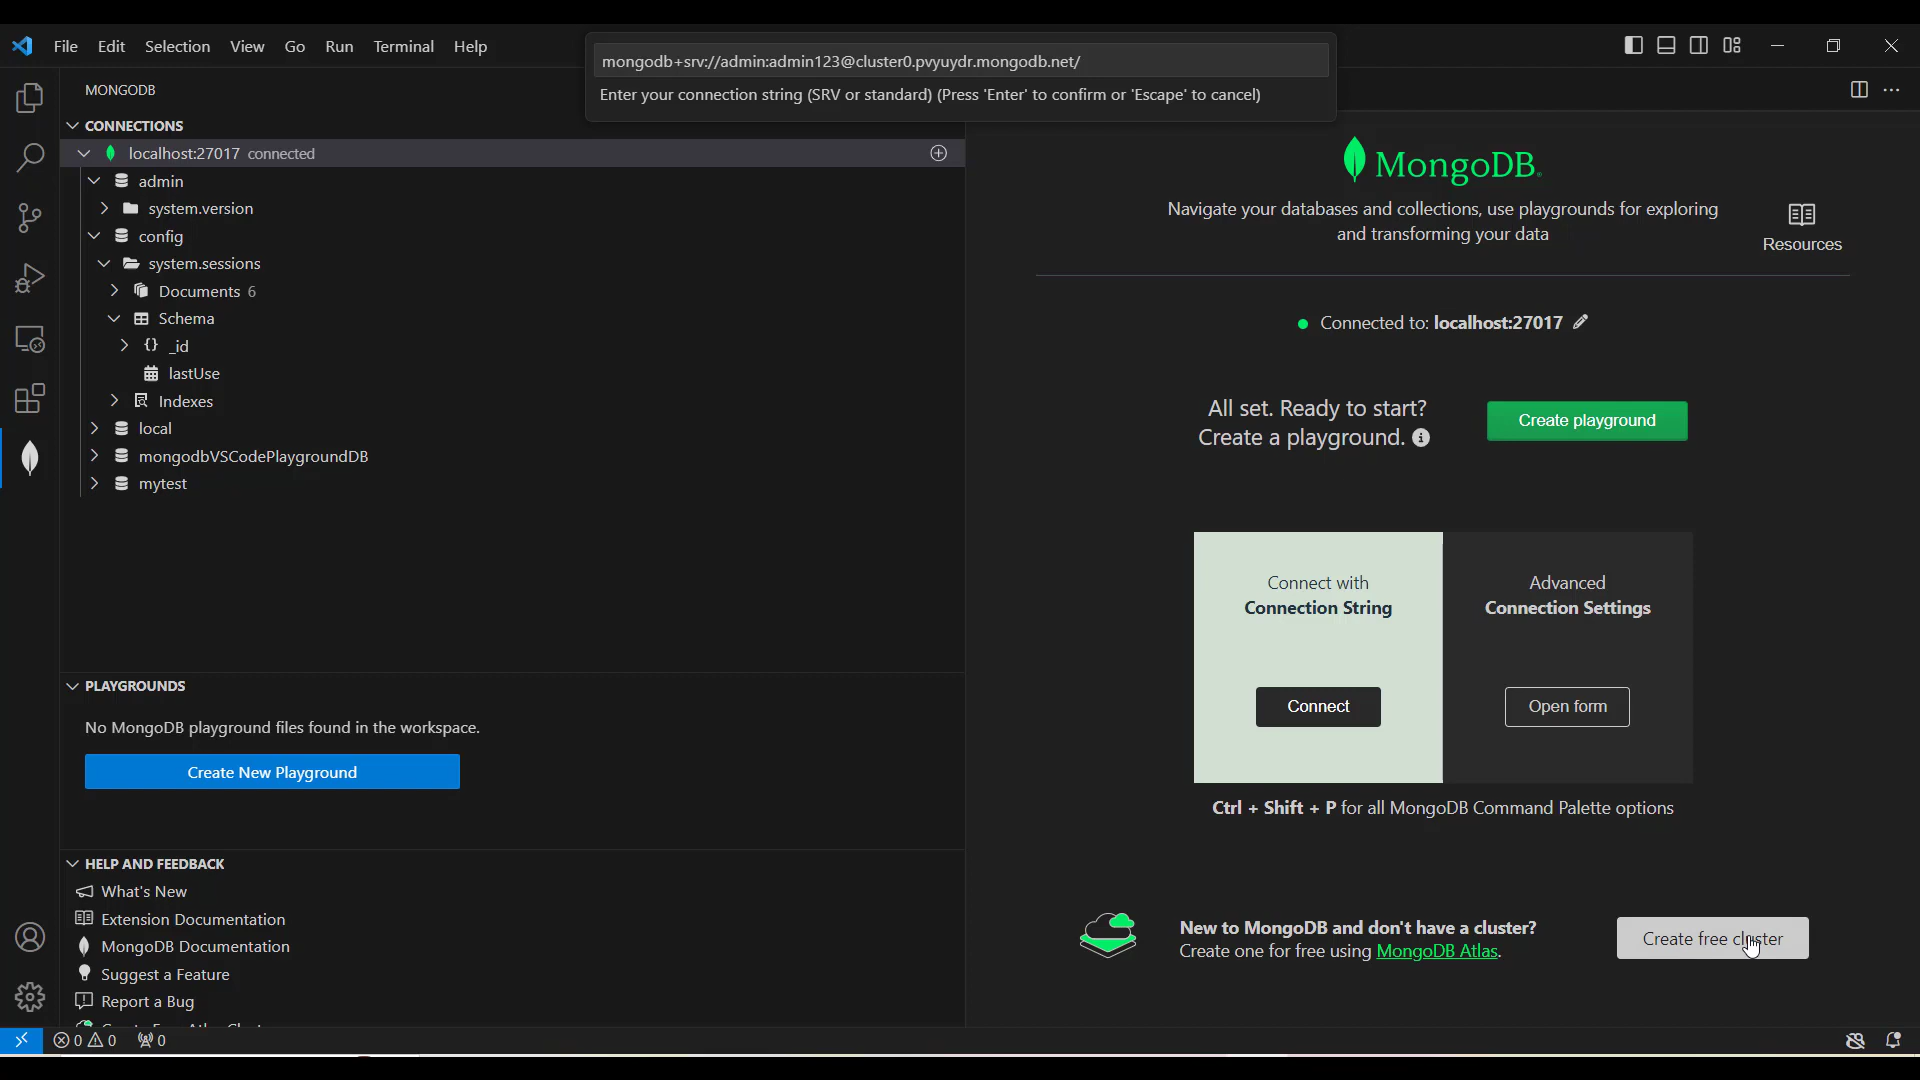 File Edit Selection View Go Run Terminal Help
mongodb+srv://admin:admin123@cluster0.pvyuydr.mongodb.net/
Enter your connection string (SRV or standard) (Press 'Enter' to confirm or 'Escape' to cancel)
MONGODB
CONNECTIONS
localhost:27017 connected
admin
system.version
config
system.sessions
Documents 6
Schema
_id
lastUse
Indexes
local
mongodbVSCodePlaygroundDB
mytest
PLAYGROUNDS
No MongoDB playground files found in the workspace.
Create New Playground
HELP AND FEEDBACK
What's New
Extension Documentation
MongoDB Documentation
Suggest a Feature
Report a Bug
MongoDB.
Navigate your databases and collections, use playgrounds for exploring
and transforming your data
Resources
Connected to: localhost:27017
All set. Ready to start?
Create a playground.
Create playground
Connect with
Connection String
Connect
Advanced
Connection Settings
Open form
Ctrl + Shift + P for all MongoDB Command Palette options
New to MongoDB and don't have a cluster?
Create one for free using MongoDB Atlas.
Create free cluster
0 0 0